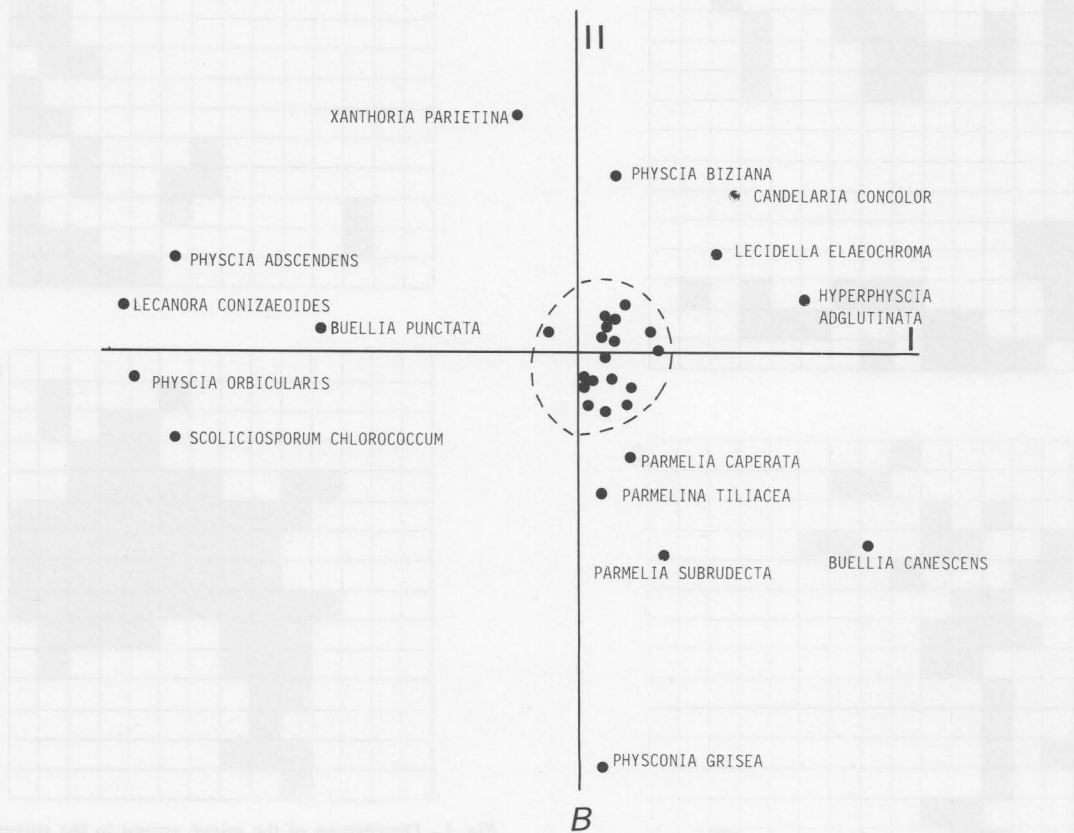 II
XANTHORIA PARIETINA
PHYSCIA BIZIANA
CANDELARIA CONCOLOR
LECIDELLA ELAEOCHROMA
PHYSCIA ADSCENDENS
HYPERPHYSCIA
ADGLUTINATA
LECANORA CONIZAEOIDES
BUELLIA PUNCTATA
I
PHYSCIA ORBICULARIS
SCOLICIOSPORUM CHLOROCOCCUM
PARMELIA CAPERATA
PARMELINA TILIACEA
BUELLIA CANESCENS
PARMELIA SUBRUDECTA
PHYSCONIA GRISEA
B